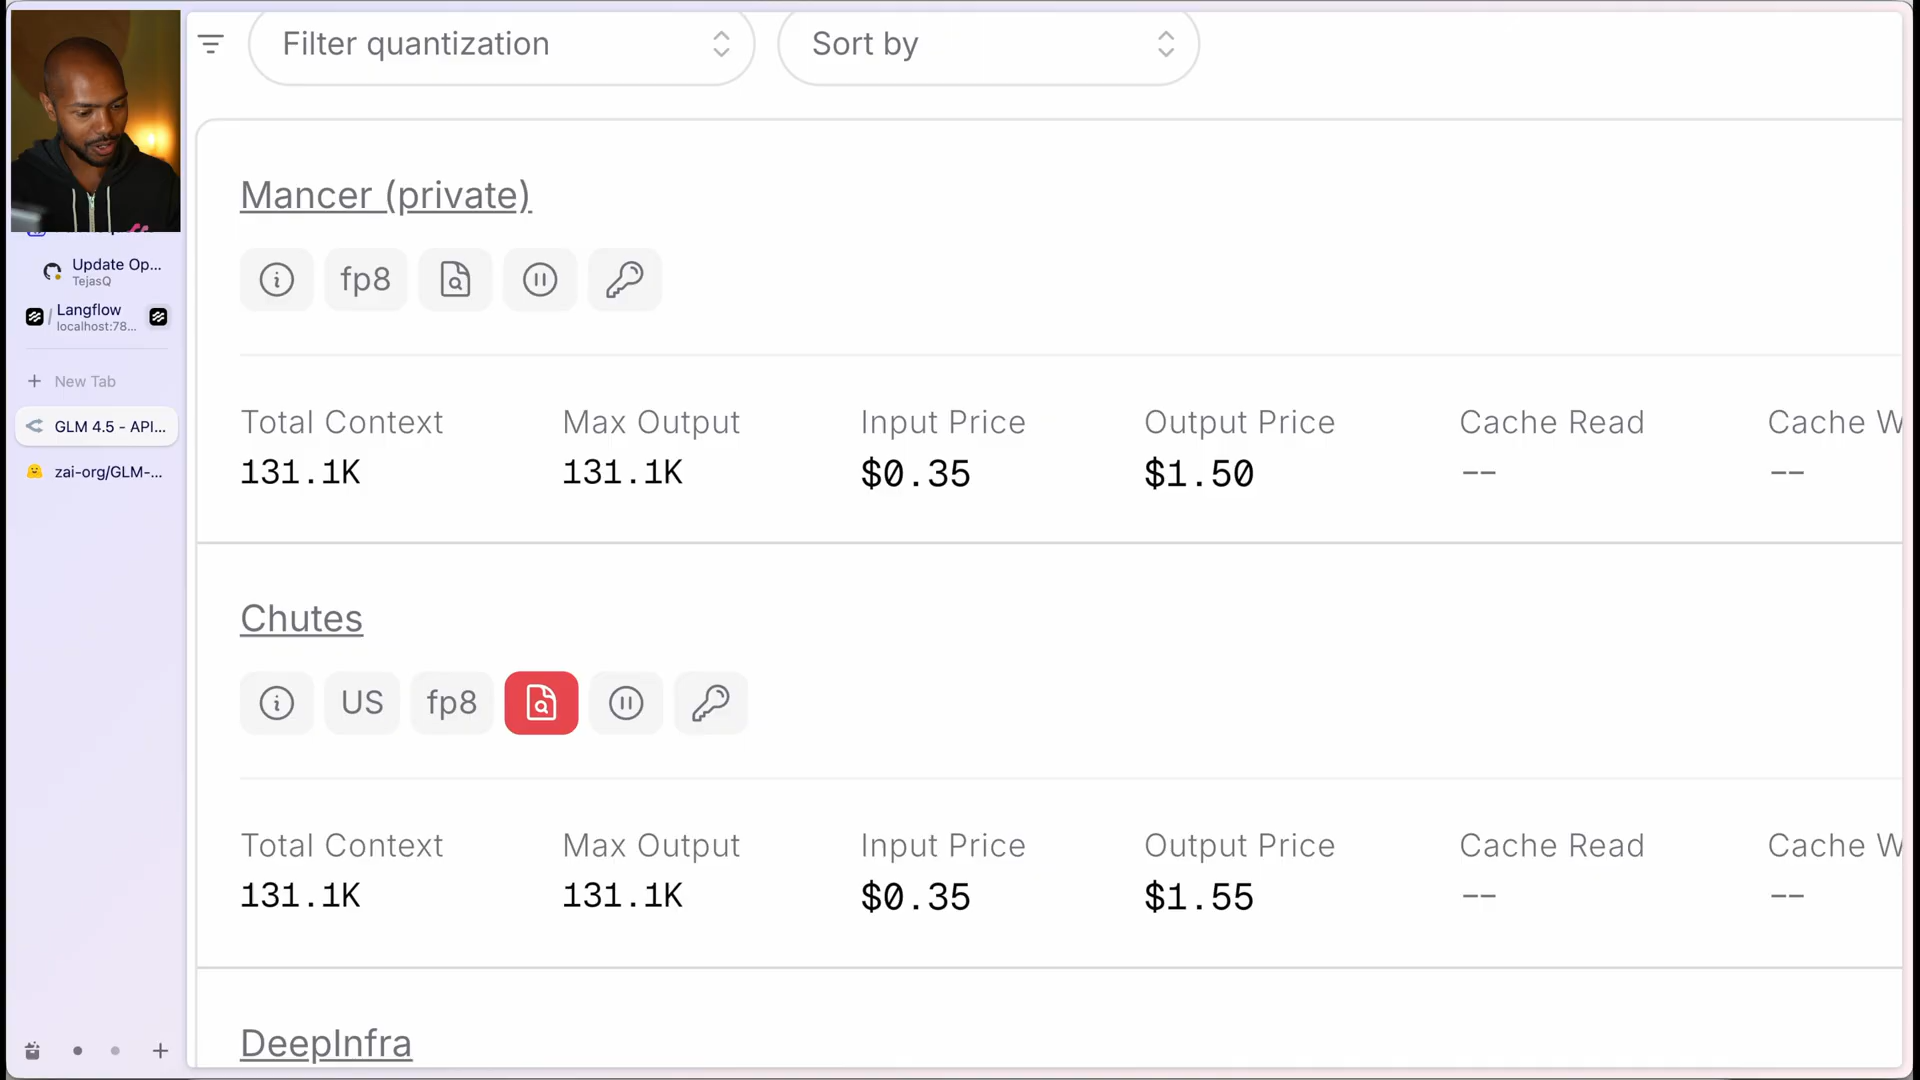 Filter quantization
Sort by
Mancer (private)
fp8
Total Context
Max Output
Input Price
Output Price
Cache Read
Cache W
131.1K
131.1K
$0.35
$1.50
--
--
Chutes
US
fp8
Total Context
Max Output
Input Price
Output Price
Cache Read
Cache W
131.1K
131.1K
$0.35
$1.55
--
--
DeepInfra
Update Op...
TejasQ
/
Langflow
localhost:78...
New Tab
GLM 4.5 - API...
zai-org/GLM-...